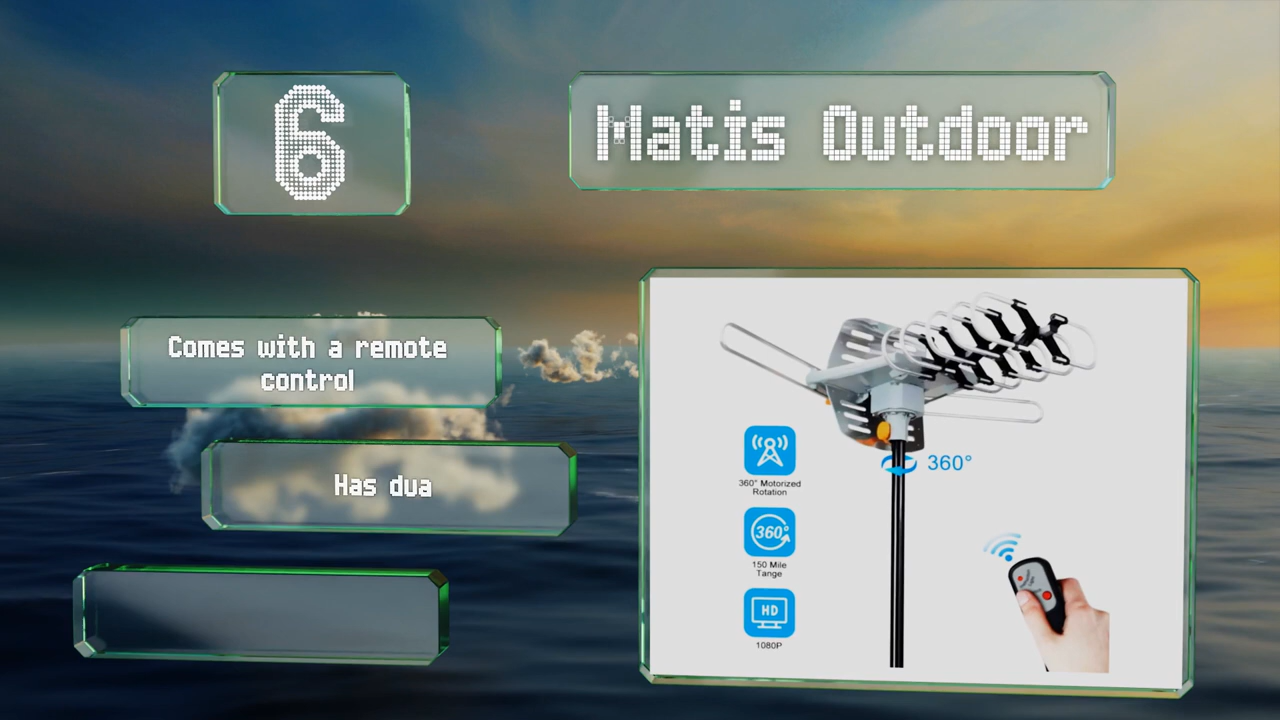 6
Matis Outdoor
Comes with a remote
control
Has dua
360°
360° Motorized
Rotation
360°
150 Mile
Tange
HD
1080P